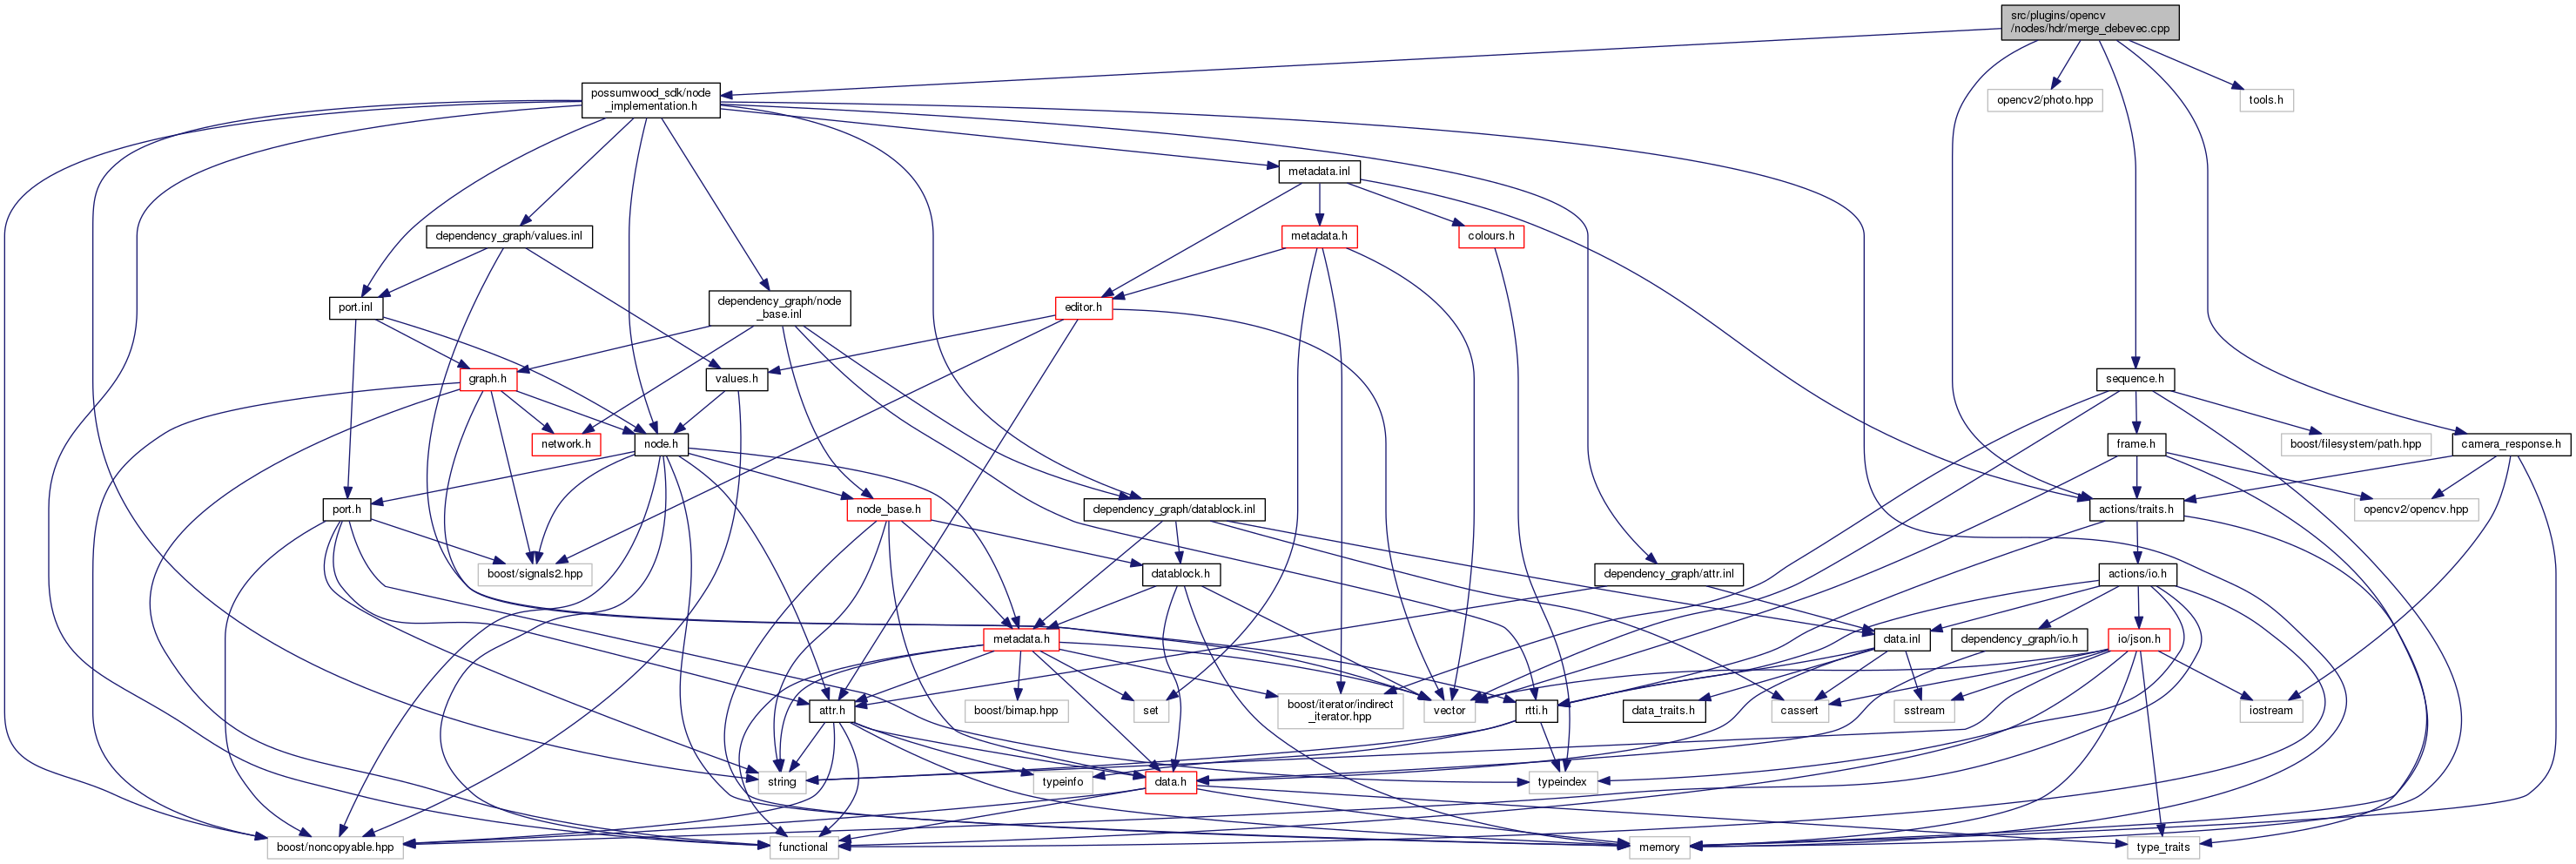 src/plugins/opencv
/nodes/hdr/merge_debevec.cpp
possumwood_sdk/node
_implementation.h
opencv2/photo.hpp
tools.h
metadata.inl
dependency_graph/values.inl
metadata.h
colours.h
port.inl
dependency_graph/node
_base.inl
editor.h
graph.h
values.h
sequence.h
network.h
node.h
frame.h
boost/filesystem/path.hpp
camera_response.h
port.h
node_base.h
dependency_graph/datablock.inl
actions/traits.h
opencv2/opencv.hpp
boost/signals2.hpp
datablock.h
dependency_graph/attr.inl
actions/io.h
metadata.h
data.inl
dependency_graph/io.h
io/json.h
attr.h
boost/bimap.hpp
set
boost/iterator/indirect
_iterator.hpp
vector
rtti.h
data_traits.h
cassert
sstream
iostream
string
typeinfo
data.h
typeindex
boost/noncopyable.hpp
functional
memory
type_traits